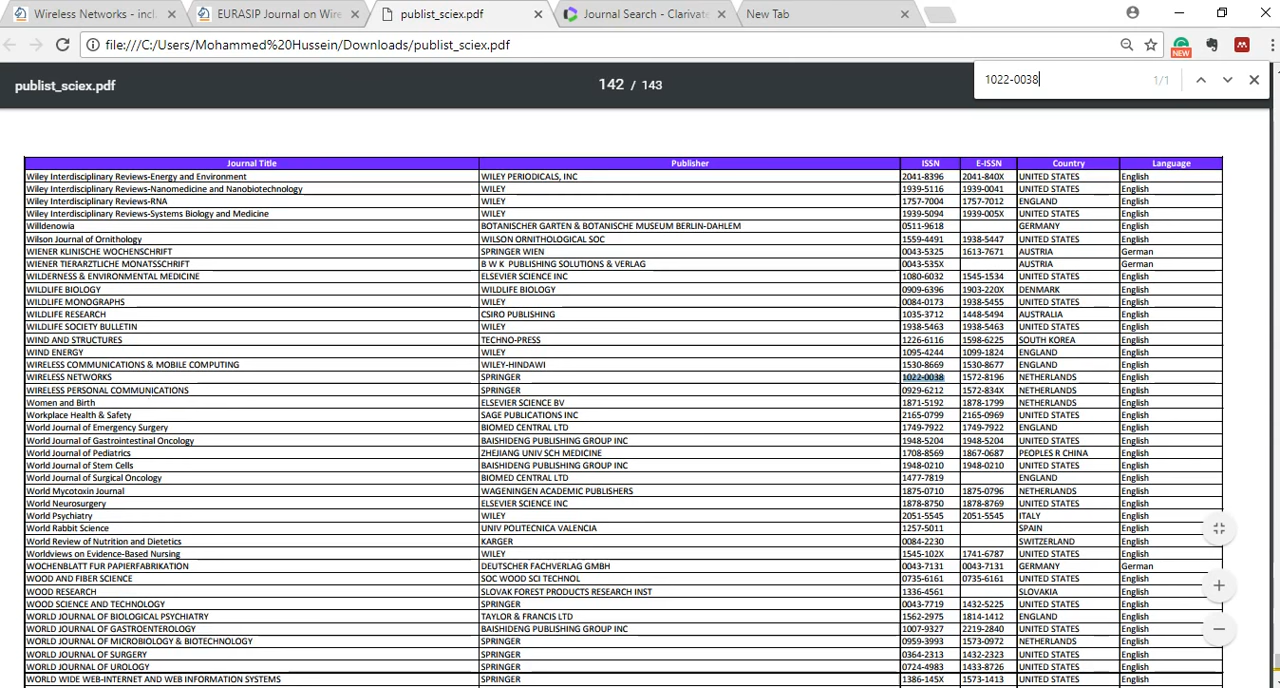 Wireless Networks - incl
EURASIP Journal on Wire
publist_sciex.pdf
Journal Search - Clarivat
New Tab
file:///C:/Users/Mohammed%20Hussein/Downloads/publist_sciex.pdf
NEW
publist_sciex.pdf
142 / 143
1022-0038
1/1
Journal Title Publisher ISSN E-ISSN Country Language
Wiley Interdisciplinary Reviews-Energy and Environment WILEY PERIODICALS, INC 2041-8396 2041-840X UNITED STATES English
Wiley Interdisciplinary Reviews-Nanomedicine and Nanobiotechnology WILEY 1939-5116 1939-0041 UNITED STATES English
Wiley Interdisciplinary Reviews-RNA WILEY 1757-7004 1757-7012 ENGLAND English
Wiley Interdisciplinary Reviews-Systems Biology and Medicine WILEY 1939-5094 1939-005X UNITED STATES English
Willdenowia BOTANISCHER GARTEN & BOTANISCHE MUSEUM BERLIN-DAHLEM 0511-9618 GERMANY English
Wilson Journal of Ornithology WILSON ORNITHOLOGICAL SOC 1559-4491 1938-5447 UNITED STATES English
WIENER KLINISCHE WOCHENSCHRIFT SPRINGER WIEN 0043-5325 1613-7671 AUSTRIA German
WIENER TIERARZTLICHE MONATSSCHRIFT B W K PUBLISHING SOLUTIONS & VERLAG 0043-535X AUSTRIA German
WILDERNESS & ENVIRONMENTAL MEDICINE ELSEVIER SCIENCE INC 1080-6032 1545-1534 UNITED STATES English
WILDLIFE BIOLOGY WILDLIFE BIOLOGY 0909-6396 1903-220X DENMARK English
WILDLIFE MONOGRAPHS WILEY 0084-0173 1938-5455 UNITED STATES English
WILDLIFE RESEARCH CSIRO PUBLISHING 1035-3712 1448-5494 AUSTRALIA English
WILDLIFE SOCIETY BULLETIN WILEY 1938-5463 1938-5463 UNITED STATES English
WIND AND STRUCTURES TECHNO-PRESS 1226-6116 1598-6225 SOUTH KOREA English
WIND ENERGY WILEY 1095-4244 1099-1824 ENGLAND English
WIRELESS COMMUNICATIONS & MOBILE COMPUTING WILEY-HINDAWI 1530-8669 1530-8677 ENGLAND English
WIRELESS NETWORKS SPRINGER 1022-0038 1572-8196 NETHERLANDS English
WIRELESS PERSONAL COMMUNICATIONS SPRINGER 0929-6212 1572-834X NETHERLANDS English
Women and Birth ELSEVIER SCIENCE BV 1871-5192 1878-1799 NETHERLANDS English
Workplace Health & Safety SAGE PUBLICATIONS INC 2165-0799 2165-0969 UNITED STATES English
World Journal of Emergency Surgery BIOMED CENTRAL LTD 1749-7922 1749-7922 ENGLAND English
World Journal of Gastrointestinal Oncology BAISHIDENG PUBLISHING GROUP INC 1948-5204 1948-5204 UNITED STATES English
World Journal of Pediatrics ZHEJIANG UNIV SCH MEDICINE 1708-8569 1867-0687 PEOPLES R CHINA English
World Journal of Stem Cells BAISHIDENG PUBLISHING GROUP INC 1948-0210 1948-0210 UNITED STATES English
World Journal of Surgical Oncology BIOMED CENTRAL LTD 1477-7819 ENGLAND English
World Mycotoxin Journal WAGENINGEN ACADEMIC PUBLISHERS 1875-0710 1875-0796 NETHERLANDS English
World Neurosurgery ELSEVIER SCIENCE INC 1878-8750 1878-8769 UNITED STATES English
World Psychiatry WILEY 2051-5545 2051-5545 ITALY English
World Rabbit Science UNIV POLITECNICA VALENCIA 1257-5011 SPAIN English
World Review of Nutrition and Dietetics KARGER 0084-2230 SWITZERLAND English
Worldviews on Evidence-Based Nursing WILEY 1545-102X 1741-6787 UNITED STATES English
WOCHENBLATT FUR PAPIERFABRIKATION DEUTSCHER FACHVERLAG GMBH 0043-7131 0043-7131 GERMANY German
WOOD AND FIBER SCIENCE SOC WOOD SCI TECHNOL 0735-6161 0735-6161 UNITED STATES English
WOOD RESEARCH SLOVAK FOREST PRODUCTS RESEARCH INST 1336-4561 SLOVAKIA English
WOOD SCIENCE AND TECHNOLOGY SPRINGER 0043-7719 1432-5225 UNITED STATES English
WORLD JOURNAL OF BIOLOGICAL PSYCHIATRY TAYLOR & FRANCIS LTD 1562-2975 1814-1412 ENGLAND English
WORLD JOURNAL OF GASTROENTEROLOGY BAISHIDENG PUBLISHING GROUP INC 1007-9327 2219-2840 UNITED STATES English
WORLD JOURNAL OF MICROBIOLOGY & BIOTECHNOLOGY SPRINGER 0959-3993 1573-0972 NETHERLANDS English
WORLD JOURNAL OF SURGERY SPRINGER 0364-2313 1432-2323 UNITED STATES English
WORLD JOURNAL OF UROLOGY SPRINGER 0724-4983 1433-8726 UNITED STATES English
WORLD WIDE WEB-INTERNET AND WEB INFORMATION SYSTEMS SPRINGER 1386-145X 1573-1413 UNITED STATES English